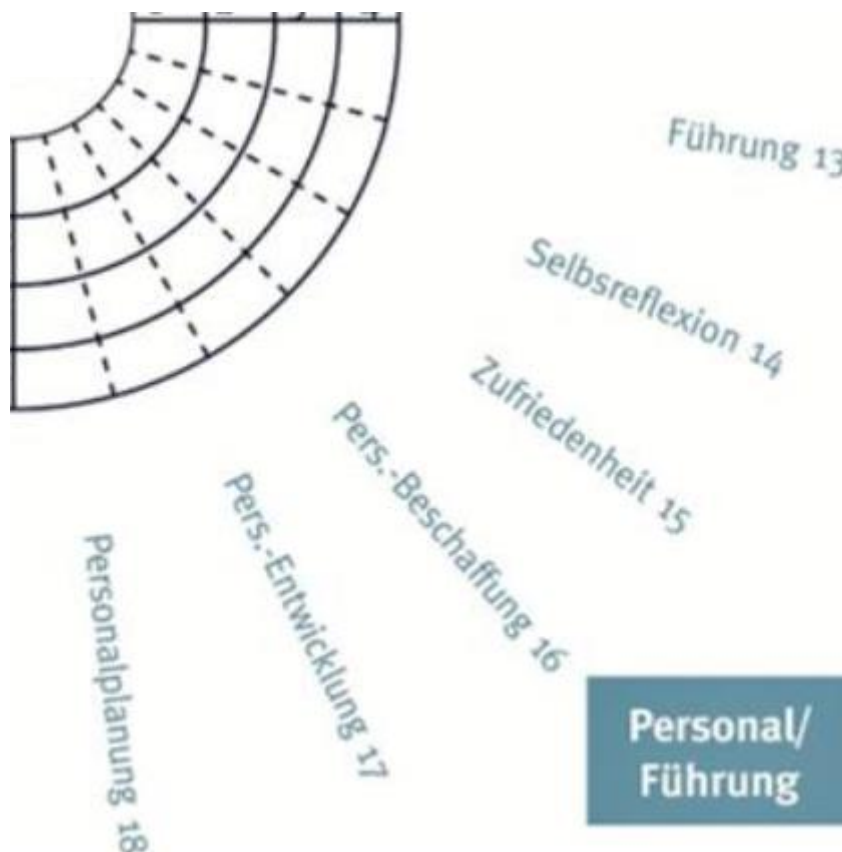 Führung 13
Selbsreflexion 14
Zufriedenheit 15
Pers.-Beschaffung 16
Pers.-Entwicklung 17
Personalplanung 18
Personal/
Führung